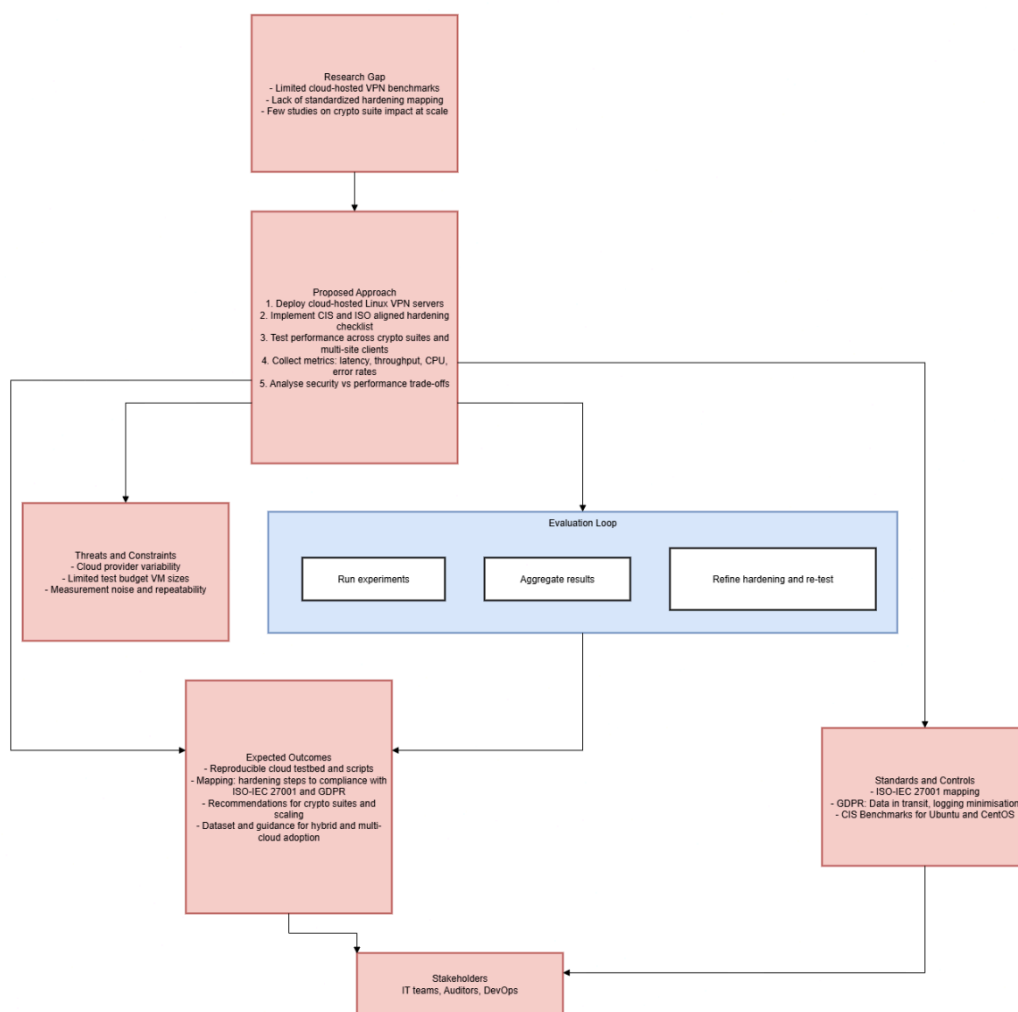 Research Gap
- Limited cloud-hosted VPN benchmarks
- Lack of standardized hardening mapping
- Few studies on crypto suite impact at scale
Proposed Approach
1. Deploy cloud-hosted Linux VPN servers
2. Implement CIS and ISO aligned hardening
checklist
3. Test performance across crypto suites and
multi-site clients
4. Collect metrics: latency, throughput, CPU,
error rates
5. Analyse security vs performance trade-offs
Threats and Constraints
- Cloud provider variability
- Limited test budget VM sizes
- Measurement noise and repeatability
Evaluation Loop
Run experiments
Aggregate results
Refine hardening and re-test
Expected Outcomes
- Reproducible cloud testbed and scripts
- Mapping: hardening steps to compliance with
ISO-IEC 27001 and GDPR
- Recommendations for crypto suites and
scaling
- Dataset and guidance for hybrid and multi-
cloud adoption
Standards and Controls
- ISO-IEC 27001 mapping
- GDPR: Data in transit, logging minimisation
- CIS Benchmarks for Ubuntu and CentOS
Stakeholders
IT teams, Auditors, DevOps